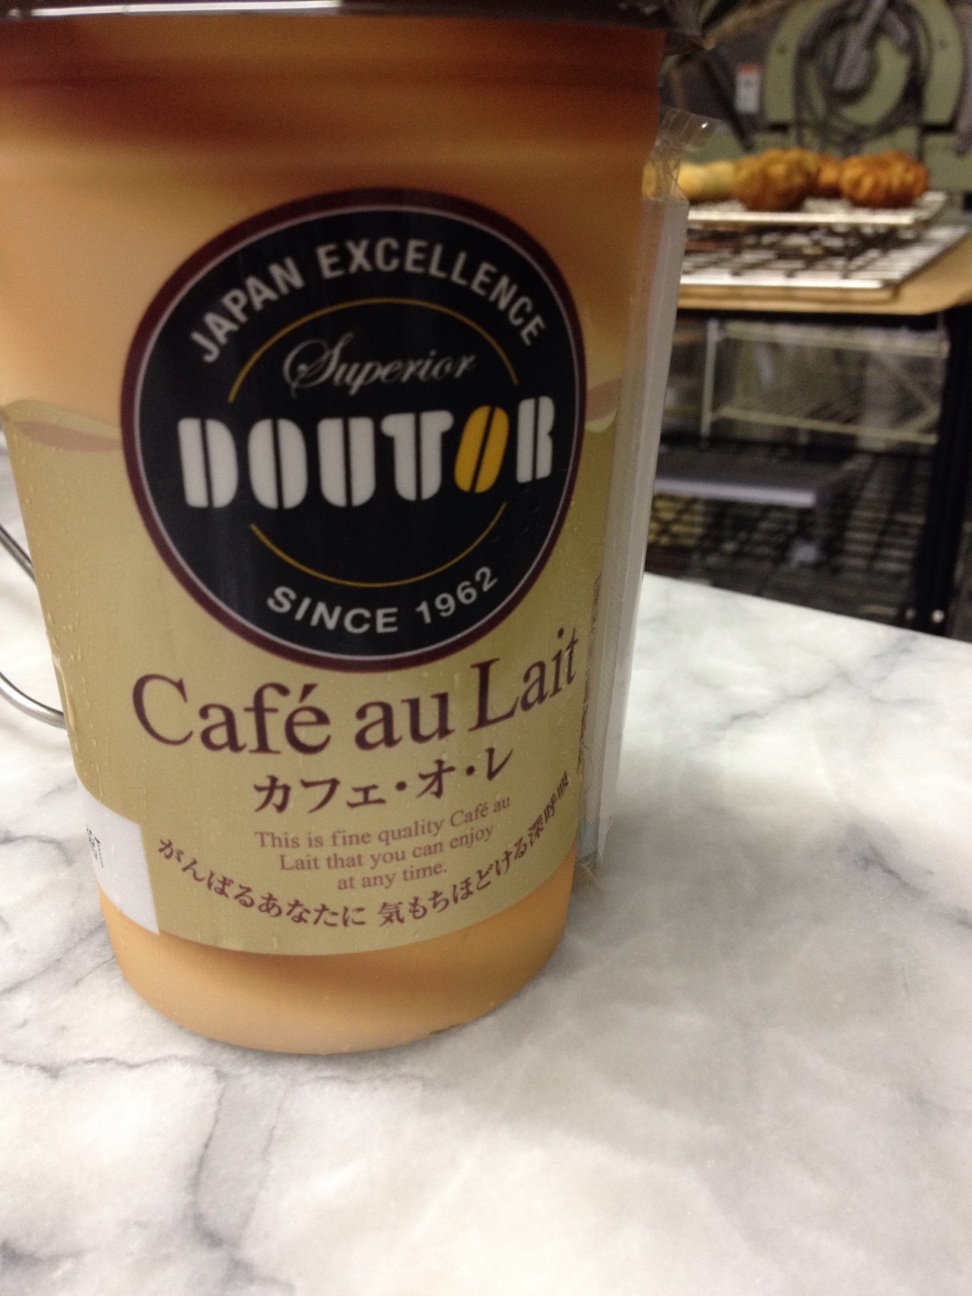 JAPAN EXCELLENCE
Superior
DOUTOR
SINCE 1962
Café au Lait
カフェ・オ・レ
This is fine quality Café au
Lait that you can enjoy
at any time.
がんばるあなたに 気もちほどける深呼吸